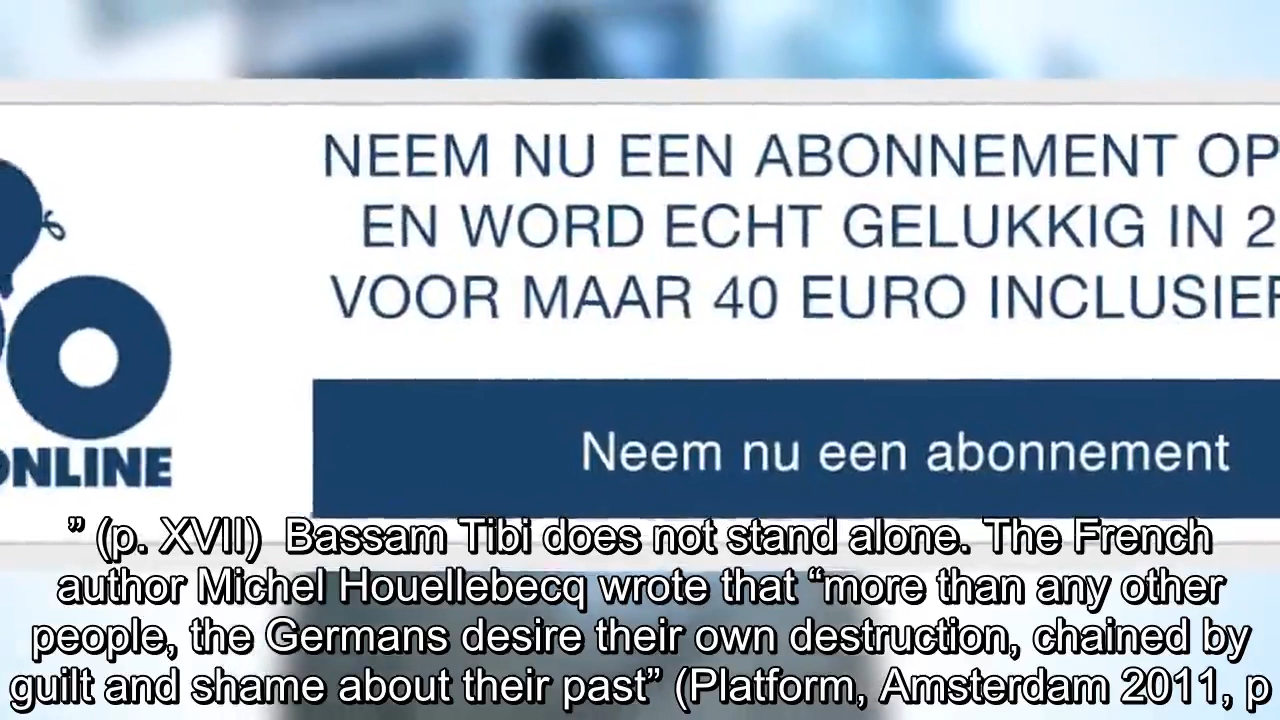 NEEM NU EEN ABONNEMENT OP
EN WORD ECHT GELUKKIG IN 2
VOOR MAAR 40 EURO INCLUSIEF
ONLINE
Neem nu een abonnement
” (p. XVII) Bassam Tibi does not stand alone. The French
author Michel Houellebecq wrote that “more than any other
people, the Germans desire their own destruction, chained by
guilt and shame about their past” (Platform, Amsterdam 2011, p